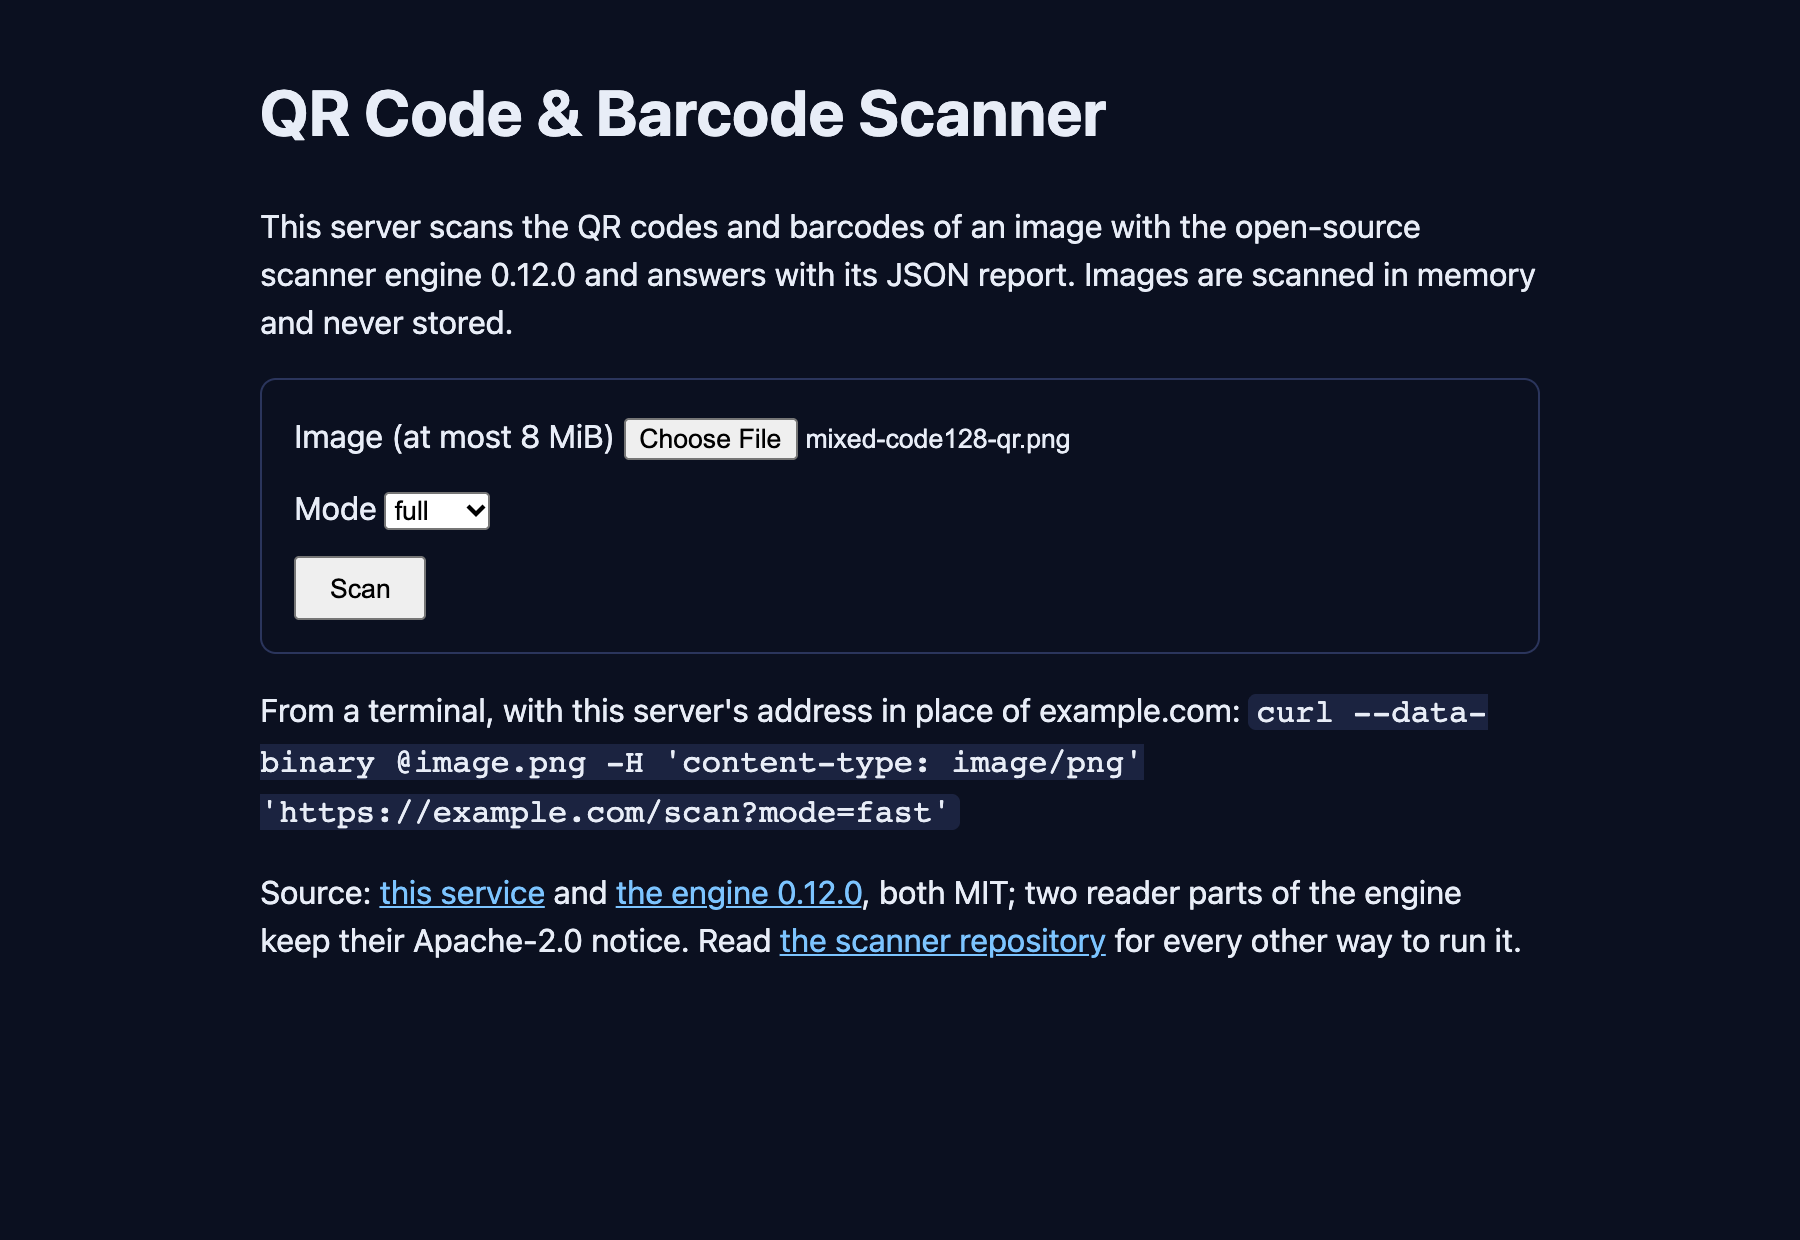 QR Code & Barcode Scanner
This server scans the QR codes and barcodes of an image with the open-source
scanner engine 0.12.0 and answers with its JSON report. Images are scanned in memory
and never stored.
Image (at most 8 MiB) Choose File mixed-code128-qr.png
Mode full
Scan
From a terminal, with this server's address in place of example.com: curl --data-
binary @image.png -H 'content-type: image/png'
'https://example.com/scan?mode=fast'
Source: this service and the engine 0.12.0, both MIT; two reader parts of the engine
keep their Apache-2.0 notice. Read the scanner repository for every other way to run it.